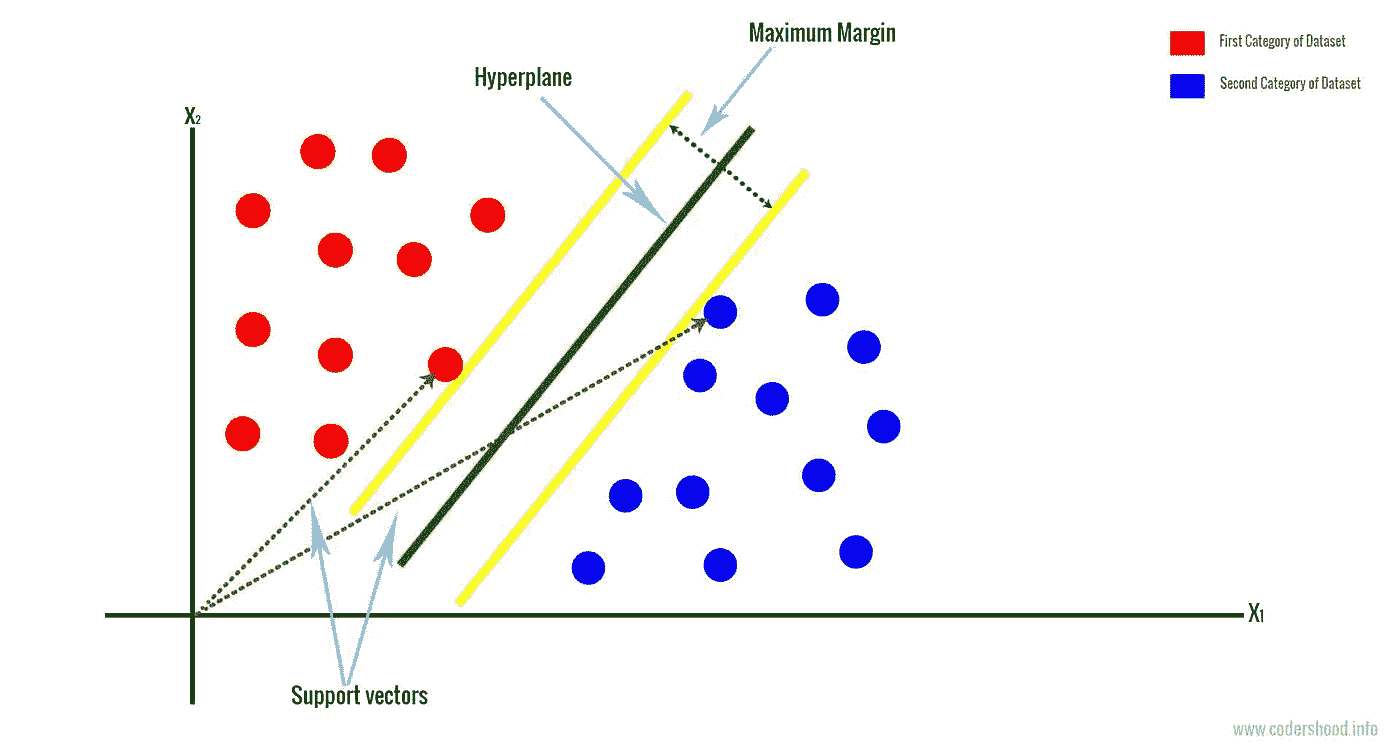 Maximum Margin
First Category of Dataset
Hyperplane
Second Category of Dataset
X2
X1
Support vectors
www.codershood.info